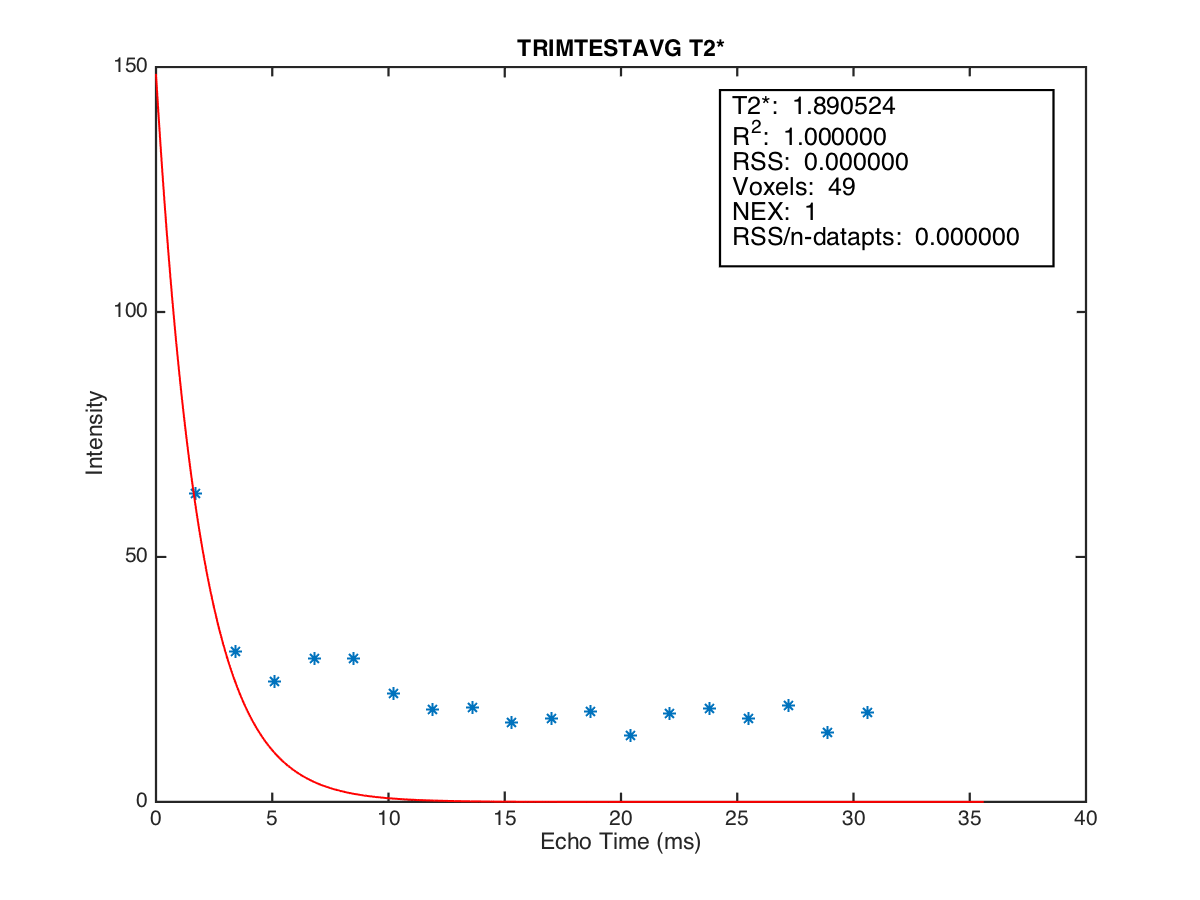 TRIMTESTAVG T2*
150
100
50
0
Intensity
T2*: 1.890524
R2: 1.000000
RSS: 0.000000
Voxels: 49
NEX: 1
RSS/n-datapts: 0.000000
0 5 10 15 20 25 30 35 40
Echo Time (ms)